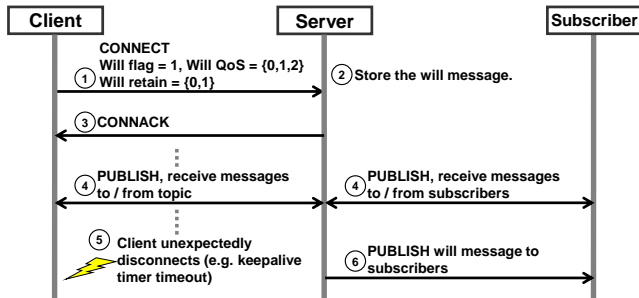 Client
Server
Subscriber
CONNECT
Will flag = 1, Will QoS = {0,1,2}
Will retain = {0,1}
1
2 Store the will message.
3 CONNACK
4 PUBLISH, receive messages
to / from topic
4 PUBLISH, receive messages
to / from subscribers
5 Client unexpectedly
disconnects (e.g. keepalive
timer timeout)
6 PUBLISH will message to
subscribers